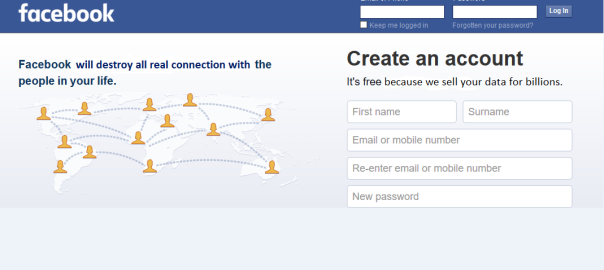 facebook
Log In
Keep me logged in
Forgotten your password?
Facebook will destroy all real connection with the
people in your life.
Create an account
It's free because we sell your data for billions.
First name
Surname
Email or mobile number
Re-enter email or mobile number
New password